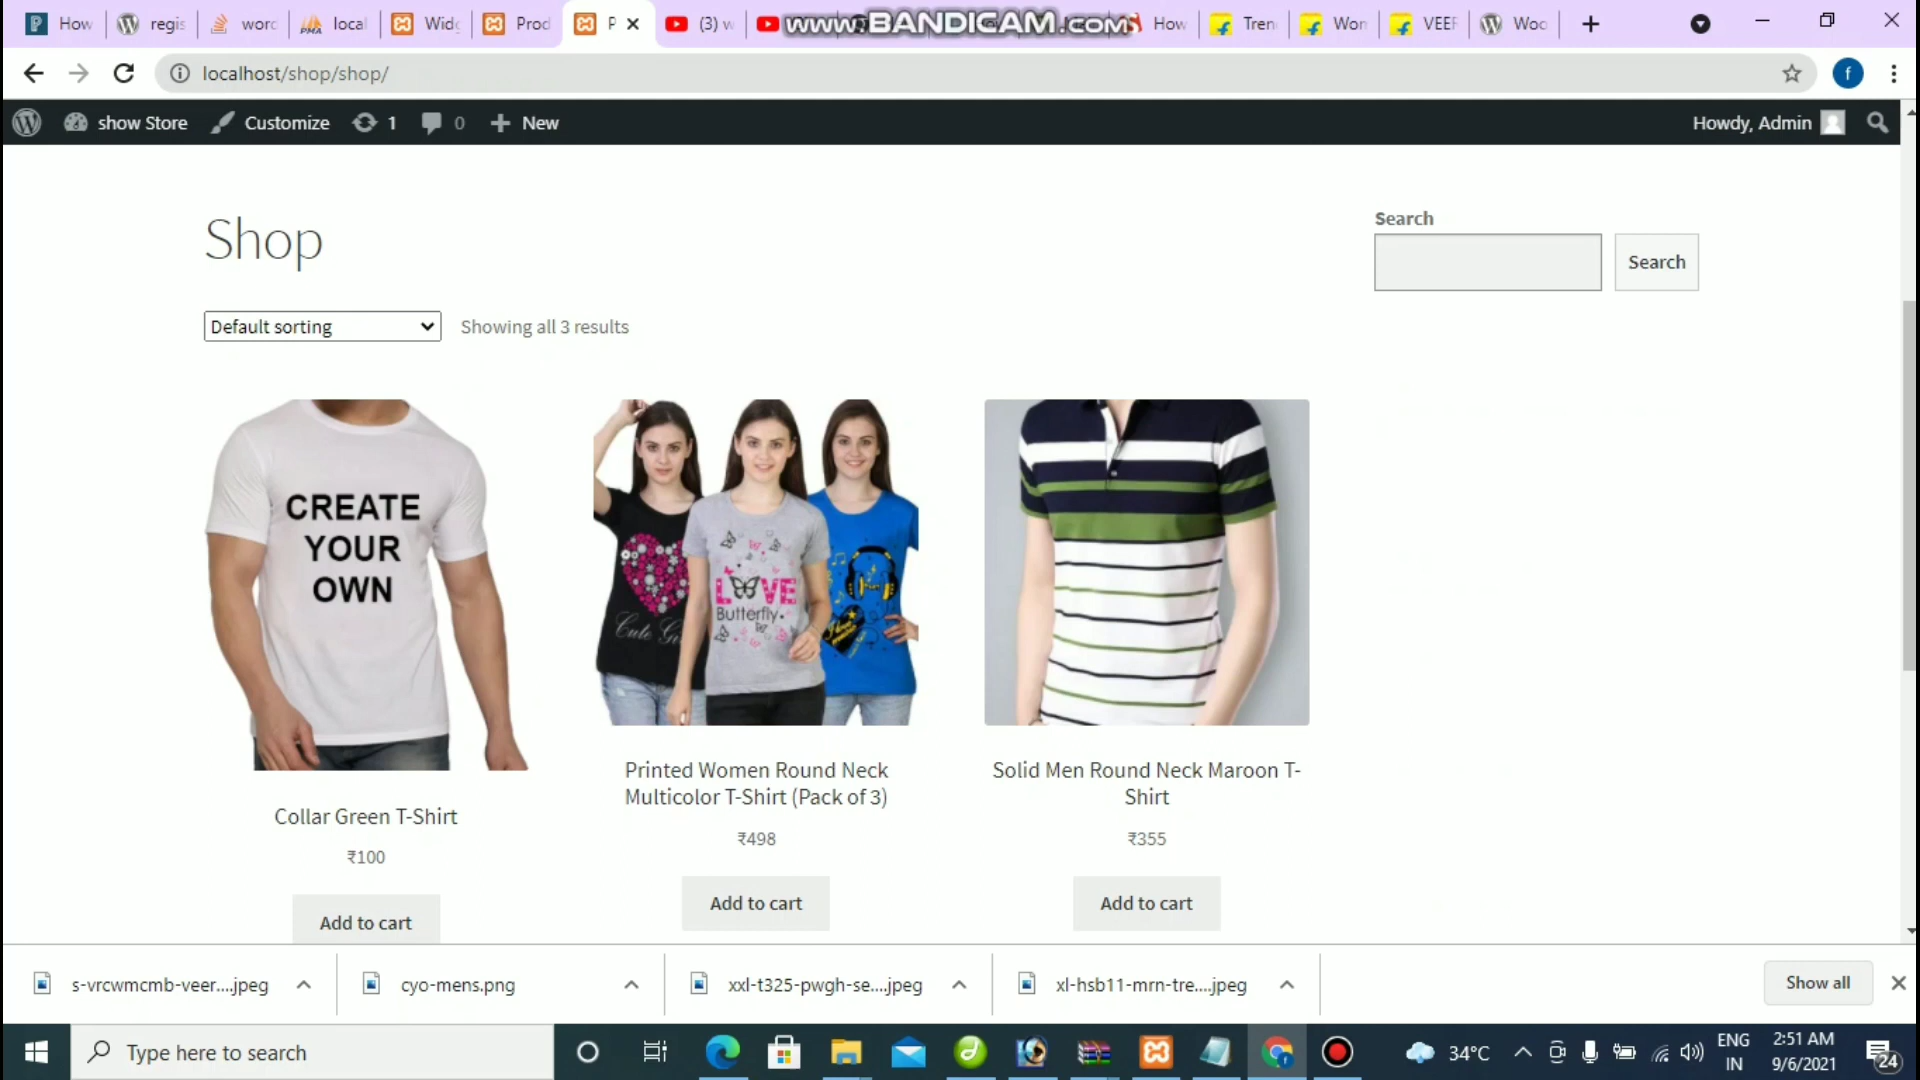 How
regis
word
local
Widg
Prod
P
(3) w
www.BANDICAM.com
How
Tren
Won
VEER
Woo
localhost/shop/shop/
f
show Store
Customize
1
0
New
Howdy, Admin
Shop
Search
Search
Default sorting
Showing all 3 results
CREATE
YOUR
OWN
Cute Gi
LOVE
Butterfly
Collar Green T-Shirt
₹100
Add to cart
Printed Women Round Neck
Multicolor T-Shirt (Pack of 3)
₹498
Add to cart
Solid Men Round Neck Maroon T-
Shirt
₹355
Add to cart
s-vrcwmcmb-veer....jpeg
cyo-mens.png
xxl-t325-pwgh-se....jpeg
xl-hsb11-mrn-tre....jpeg
Show all
Type here to search
34°C
ENG
IN
2:51 AM
9/6/2021
24